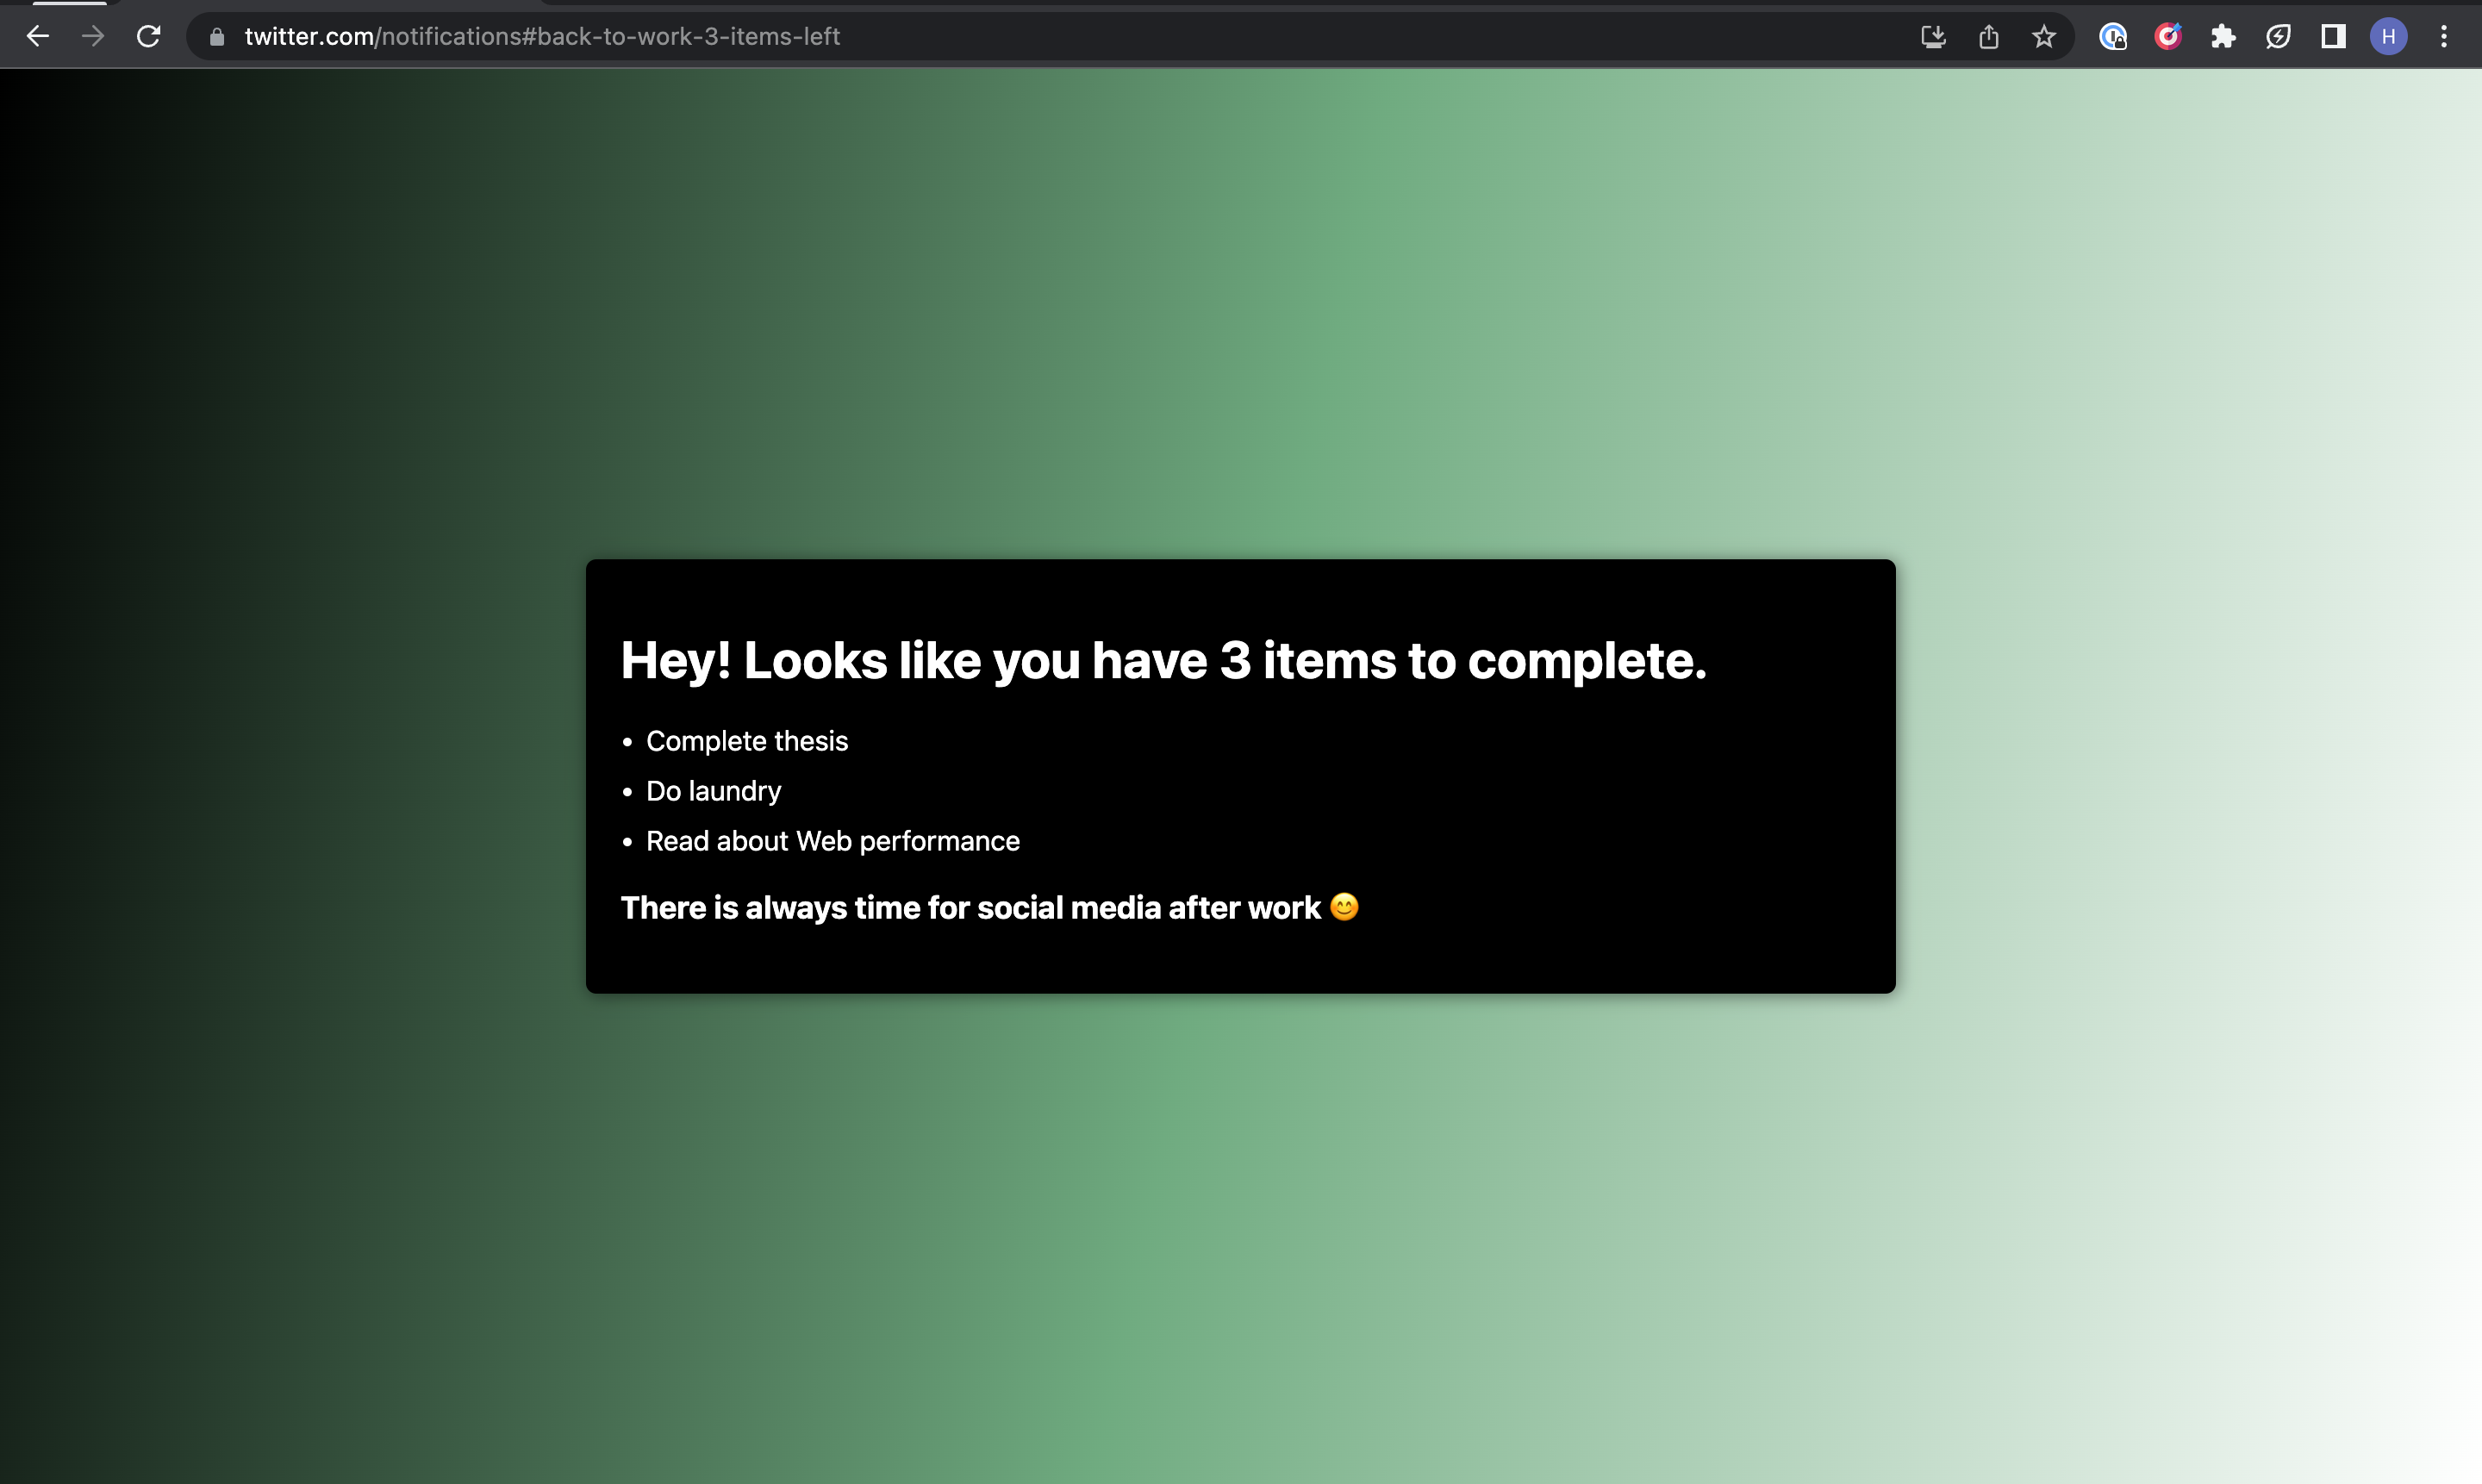 twitter.com/notifications#back-to-work-3-items-left
H
Hey! Looks like you have 3 items to complete.
• Complete thesis
• Do laundry
• Read about Web performance
There is always time for social media after work 😊